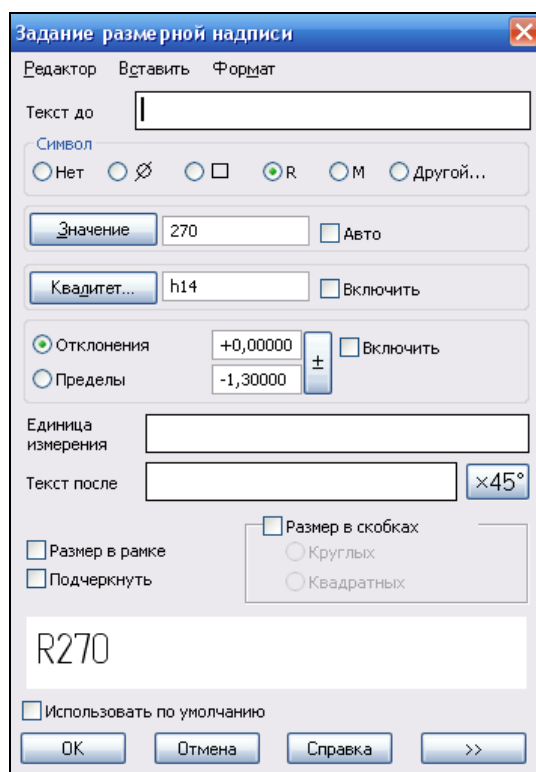 Задание размерной надписи
Редактор Вставить Формат
Текст до
Символ
Нет Ø □ R M Другой...
Значение 270 Авто
Квалитет... h14 Включить
Отклонения +0,00000 ± Включить
Пределы -1,30000
Единица
измерения
Текст после ×45°
Размер в скобках
Размер в рамке Круглых
Подчеркнуть Квадратных
R270
Использовать по умолчанию
OK Отмена Справка >>